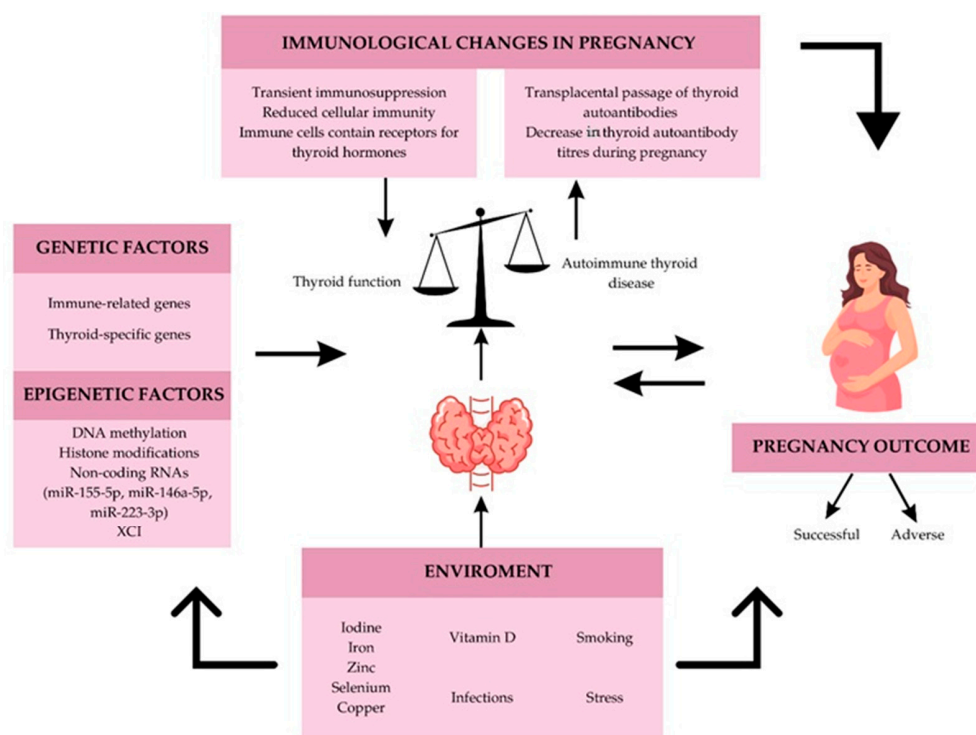 IMMUNOLOGICAL CHANGES IN PREGNANCY
Transient immunosuppression
Reduced cellular immunity
Immune cells contain receptors for
thyroid hormones
Transplacental passage of thyroid
autoantibodies
Decrease in thyroid autoantibody
titres during pregnancy
GENETIC FACTORS
Immune-related genes
Thyroid-specific genes
EPIGENETIC FACTORS
DNA methylation
Histone modifications
Non-coding RNAs
(miR-155-5p, miR-146a-5p,
miR-223-3p)
XCI
Thyroid function
Autoimmune thyroid
disease
PREGNANCY OUTCOME
Successful
Adverse
ENVIROMENT
Iodine
Iron
Zinc
Selenium
Copper
Vitamin D
Infections
Smoking
Stress